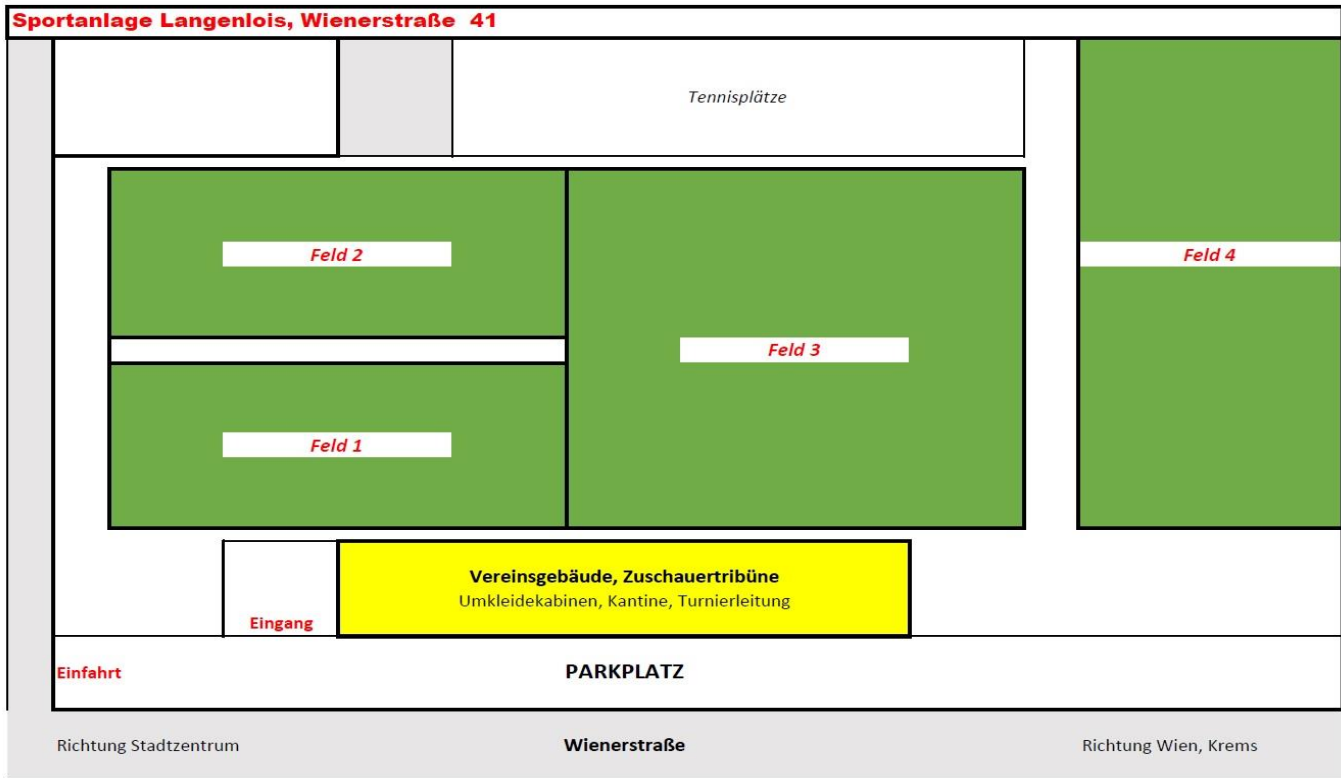 Sportanlage Langenlois, Wienerstraße 41
Tennisplätze
Feld 2
Feld 4
Feld 3
Feld 1
Vereinsgebäude, Zuschauertribüne
Umkleidekabinen, Kantine, Turnierleitung
Eingang
Einfahrt
PARKPLATZ
Richtung Stadtzentrum
Wienerstraße
Richtung Wien, Krems